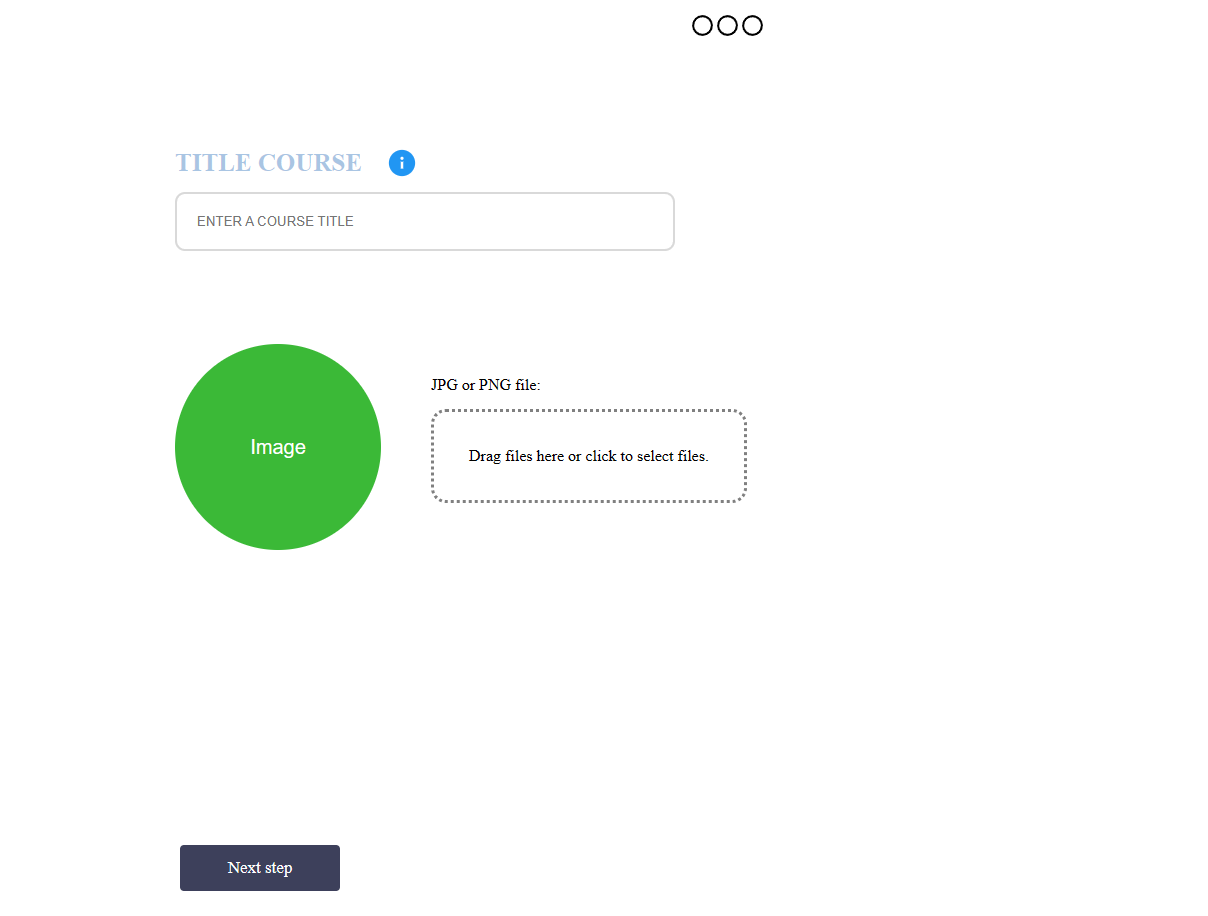 TITLE COURSE
ENTER A COURSE TITLE
JPG or PNG file:
Image
Drag files here or click to select files.
Next step